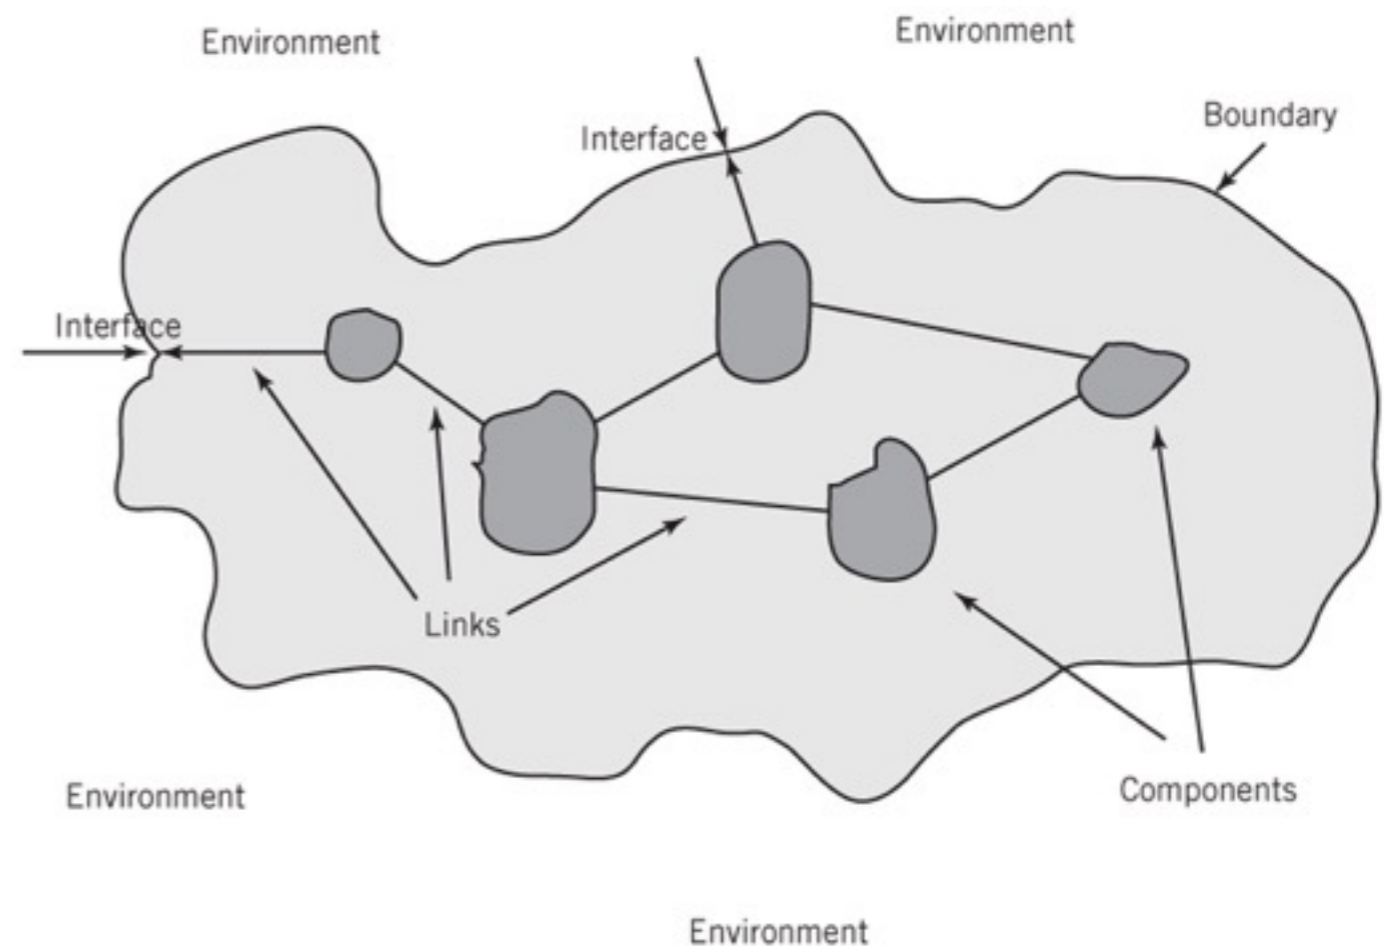 Environment
Environment
Boundary
Interface
Interface
Links
Components
Environment
Environment